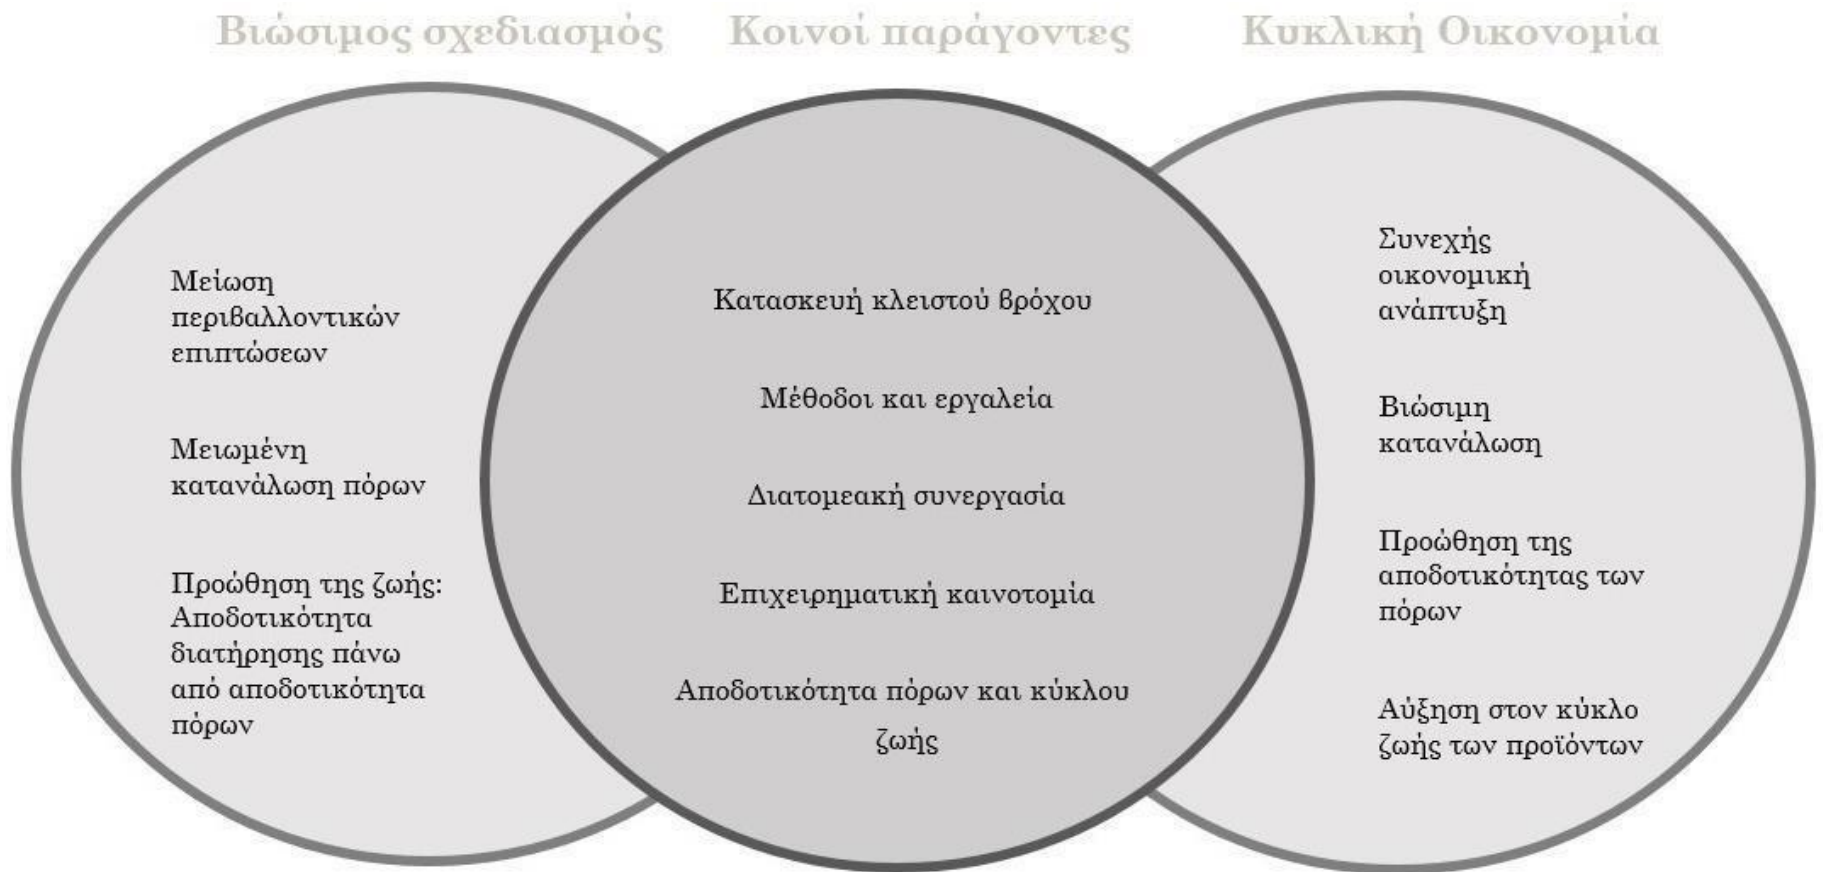 Βιώσιμος σχεδιασμός
Κοινοί παράγοντες
Κυκλική Οικονομία
Μείωση
περιβαλλοντικών
επιπτώσεων
Μειωμένη
κατανάλωση πόρων
Προώθηση της ζωής:
Αποδοτικότητα
διατήρησης πάνω
από αποδοτικότητα
πόρων
Κατασκευή κλειστού βρόχου
Μέθοδοι και εργαλεία
Διατομεακή συνεργασία
Επιχειρηματική καινοτομία
Αποδοτικότητα πόρων και κύκλου
ζωής
Συνεχής
οικονομική
ανάπτυξη
Βιώσιμη
κατανάλωση
Προώθηση της
αποδοτικότητας των
πόρων
Αύξηση στον κύκλο
ζωής των προϊόντων